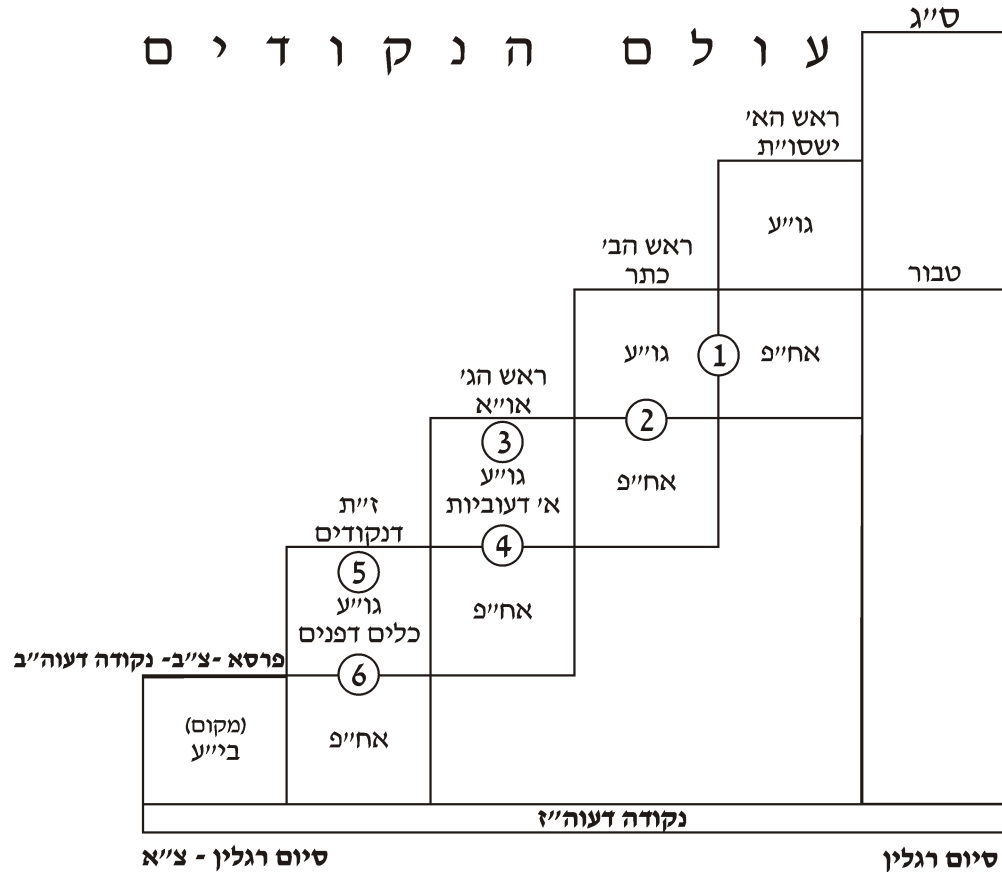 ס״ג
עולם הנקודים
ראש הא׳
ישסו״ת
גו״ע
ראש הב׳
כתר
טבור
גו״ע
1
אח״פ
ראש הג׳
או״א
2
3
גו״ע
א׳ דעוביות
אח״פ
ז״ת
דנקודים
4
5
גו״ע
כלים דפנים
אח״פ
פרסא -צ״ב- נקודה דעוה״ב
6
(מקום)
בי״ע
אח״פ
נקודה דעוה״ז
סיום רגלין
סיום רגלין - צ״א